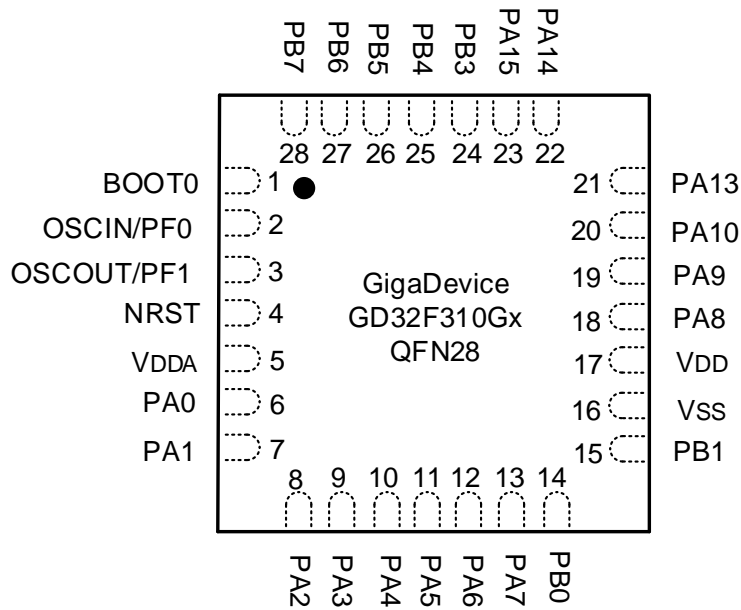 PB7 PB6 PB5 PB4 PB3 PA15 PA14
28 27 26 25 24 23 22
BOOT0 1
OSCIN/PF0 2
OSCOUT/PF1 3
NRST 4
VDDA 5
PA0 6
PA1 7
21 PA13
20 PA10
19 PA9
18 PA8
17 VDD
16 VSS
15 PB1
GigaDevice
GD32F310Gx
QFN28
8 9 10 11 12 13 14
PA2 PA3 PA4 PA5 PA6 PA7 PB0